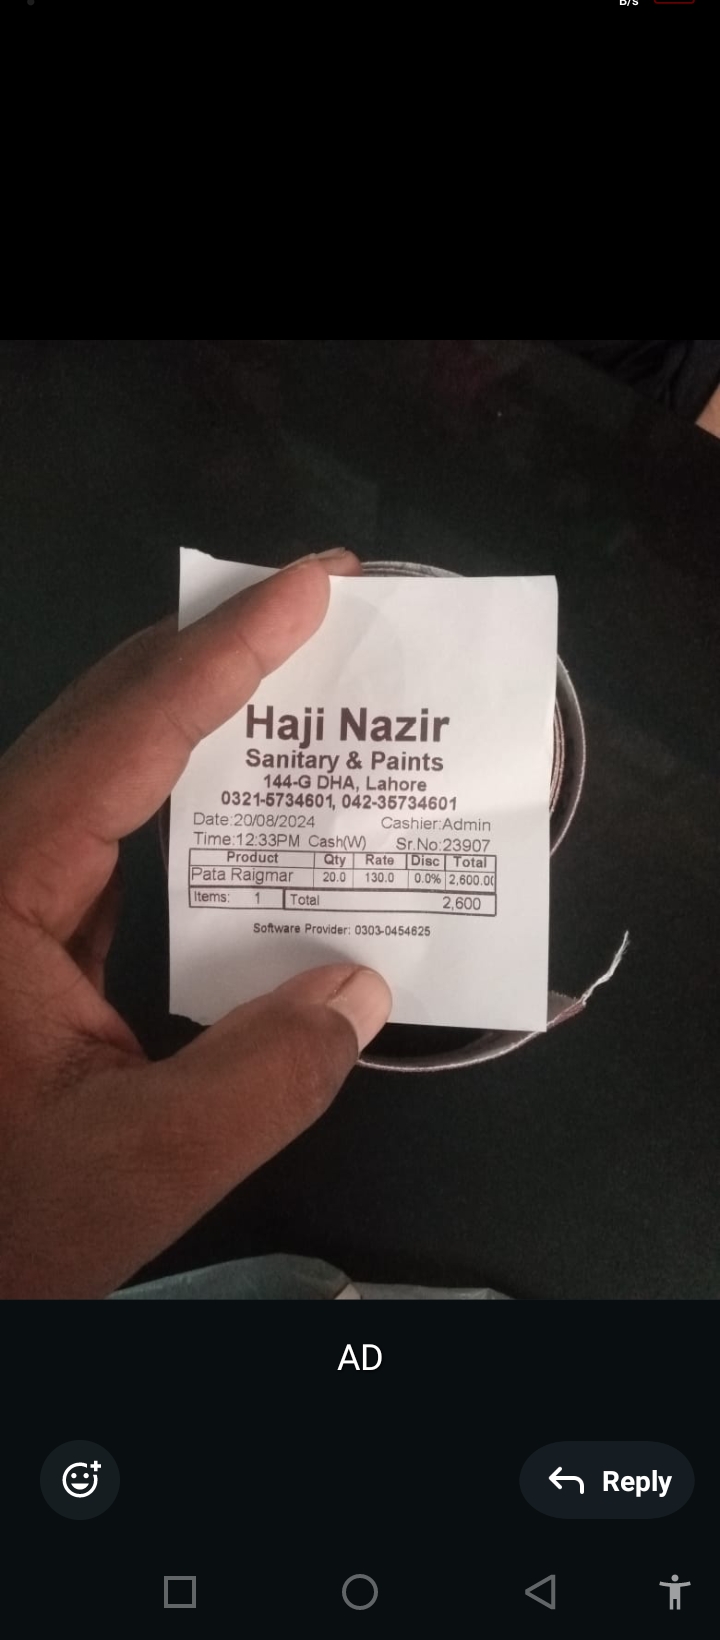 B/s
Haji Nazir
Sanitary & Paints
144-G DHA, Lahore
0321-5734601, 042-35734601
Date:20/08/2024 Cashier:Admin
Time:12:33PM Cash(W) Sr.No:23907
Product Qty Rate Disc Total
Pata Raigmar 20.0 130.0 0.0% 2,600.0(
Items: 1 Total 2,600
Software Provider: 0303-0454625
AD
Reply